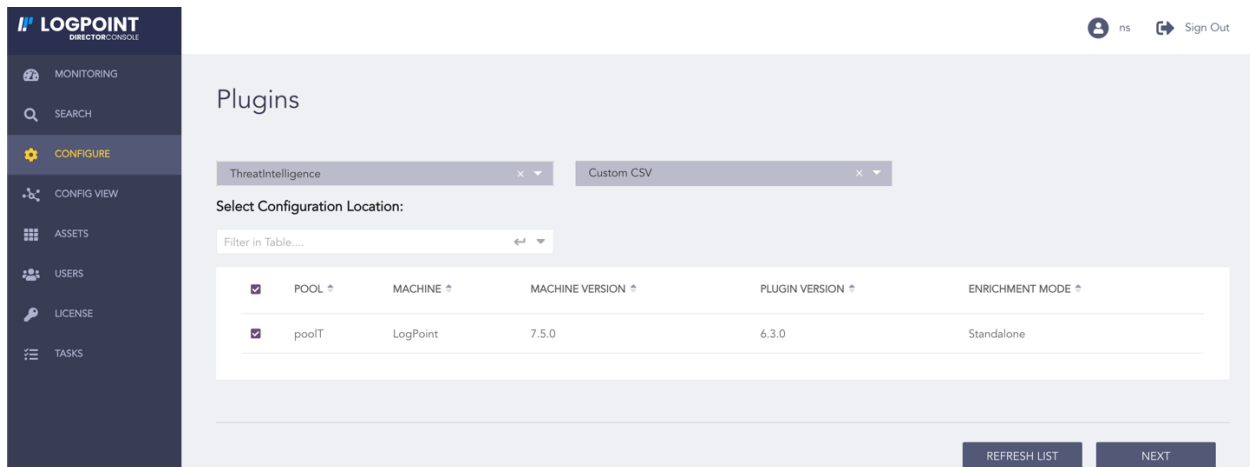 LOGPOINT
DIRECTORCONSOLE
ns Sign Out
MONITORING
SEARCH
CONFIGURE
CONFIG VIEW
ASSETS
USERS
LICENSE
TASKS
Plugins
ThreatIntelligence × Custom CSV ×
Select Configuration Location:
Filter in Table....
POOL MACHINE MACHINE VERSION PLUGIN VERSION ENRICHMENT MODE
poolT LogPoint 7.5.0 6.3.0 Standalone
REFRESH LIST NEXT